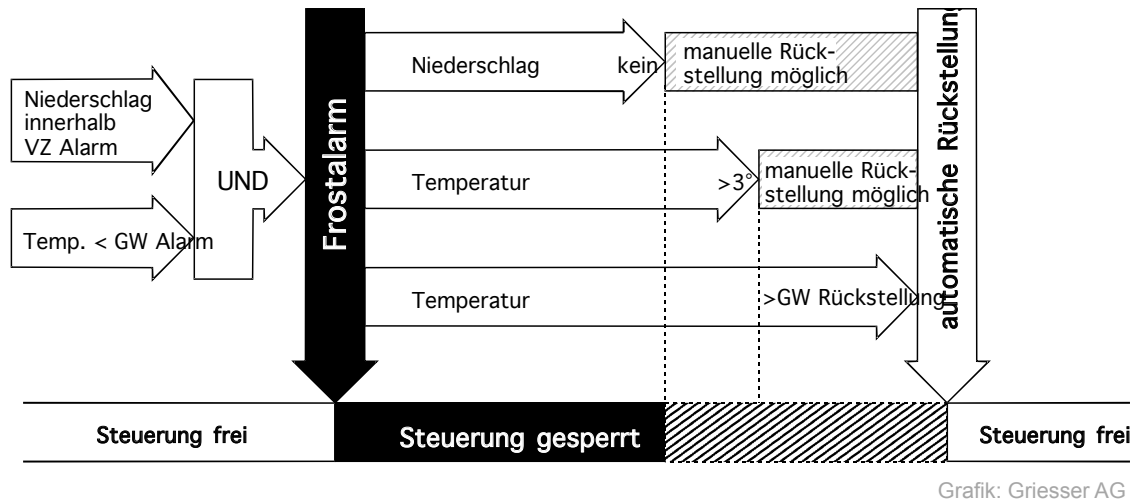 Niederschlag
innerhalb
VZ Alarm
Temp. < GW Alarm
UND
Frostalarm
Niederschlag kein
manuelle Rück-
stellung möglich
Temperatur >3°
manuelle Rück-
stellung möglich
Temperatur >GW Rückstellung
automatische Rückstellung
Steuerung frei
Steuerung gesperrt
Steuerung frei
Grafik: Griesser AG